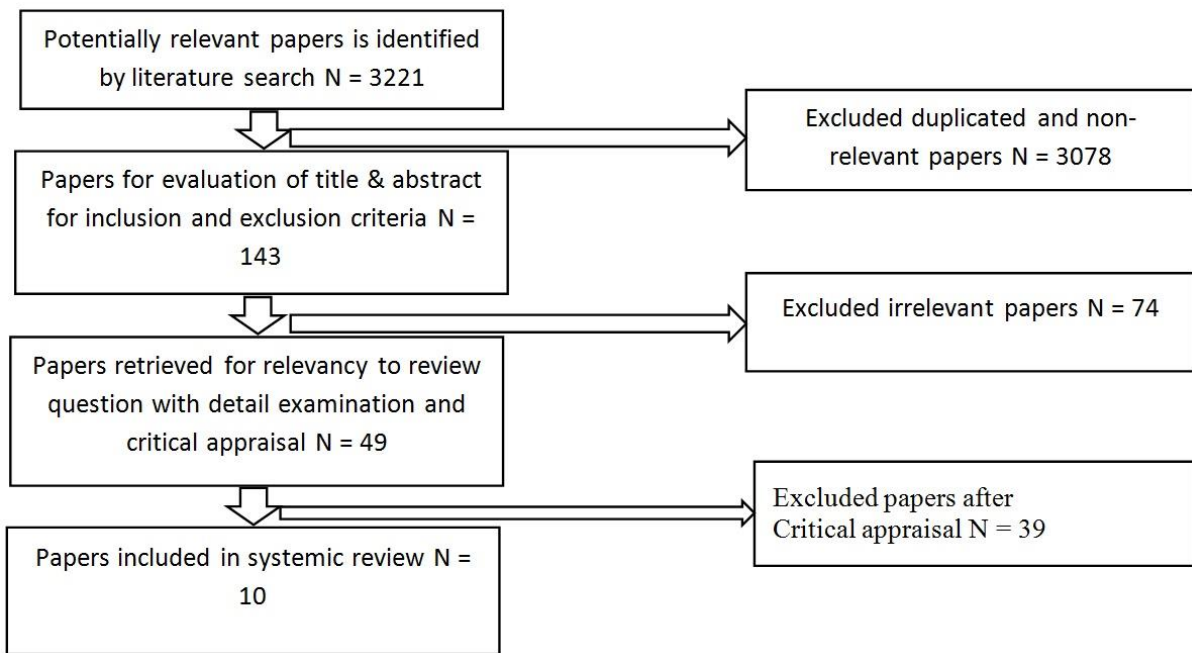 Potentially relevant papers is identified
by literature search N = 3221
Excluded duplicated and non-
relevant papers N = 3078
Papers for evaluation of title & abstract
for inclusion and exclusion criteria N =
143
Excluded irrelevant papers N = 74
Papers retrieved for relevancy to review
question with detail examination and
critical appraisal N = 49
Excluded papers after
Critical appraisal N = 39
Papers included in systemic review N =
10